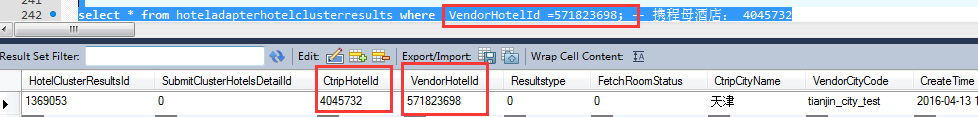 241
242 select * from hoteladapterhotelclusterresults where VendorHotelId =571823698; -- 携程母酒店: 4045732
Result Set Filter: Edit: Export/Import: Wrap Cell Content:
HotelClusterResultsId SubmitClusterHotelsDetailId CtripHotelId VendorHotelId Resultstype FetchRoomStatus CtripCityName VendorCityCode CreateTime
1369053 0 4045732 571823698 0 0 天津 tianjin_city_test 2016-04-13 1